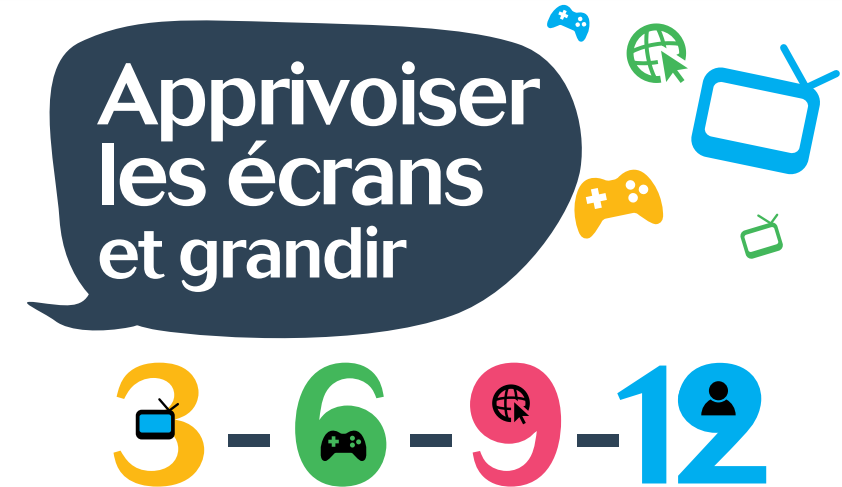 Apprivoiser
les écrans
et grandir
3 - 6 - 9 - 12